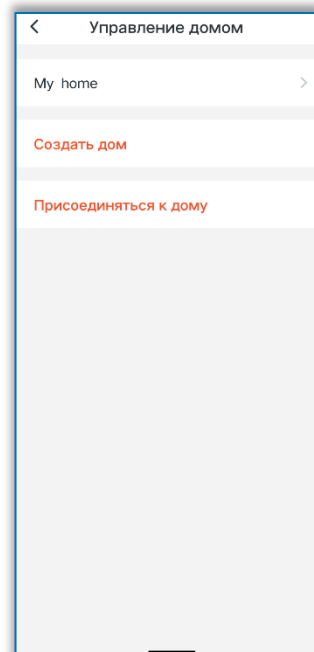 Управление домом
My home
Создать дом
Присоединяться к дому